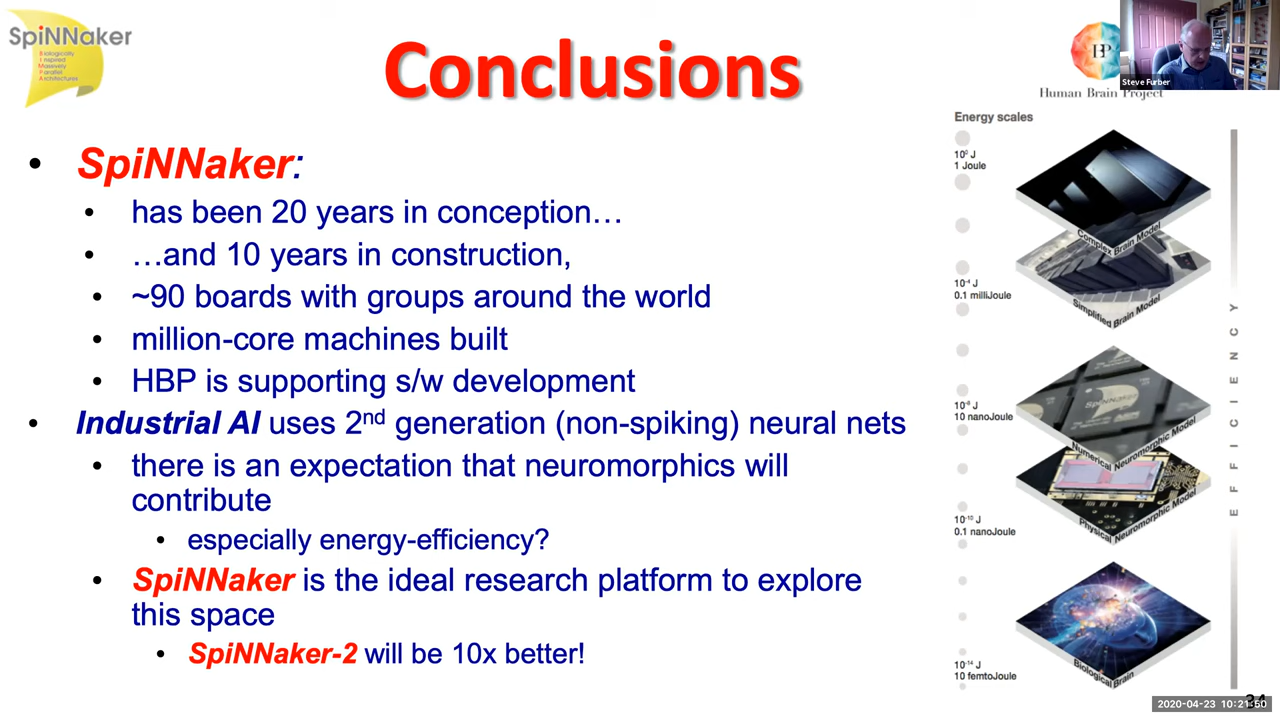 SpiNNaker
Biologically
Inspired
Massively
Parallel
Architectures
Conclusions
HBP
Human Brain Project
Steve Furber
• SpiNNaker:
• has been 20 years in conception…
• …and 10 years in construction,
• ~90 boards with groups around the world
• million-core machines built
• HBP is supporting s/w development
• Industrial AI uses 2nd generation (non-spiking) neural nets
• there is an expectation that neuromorphics will
contribute
• especially energy-efficiency?
• SpiNNaker is the ideal research platform to explore
this space
• SpiNNaker-2 will be 10x better!
Energy scales
10⁰ J
1 Joule
Complex Brain Model
10⁻⁴ J
0.1 milliJoule
Simplified Brain Model
10⁻⁸ J
10 nanoJoule
SpiNNaker
Numerical Neuromorphic Model
10⁻¹⁰ J
0.1 nanoJoule
Physical Neuromorphic Model
10⁻¹⁴ J
10 femtoJoule
Biological Brain
EFFICIENCY
34
2020-04-23 10:21:50